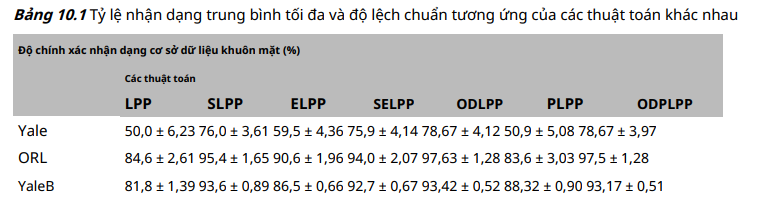 Bảng 10.1 Tỷ lệ nhận dạng trung bình tối đa và độ lệch chuẩn tương ứng của các thuật toán khác nhau
Độ chính xác nhận dạng cơ sở dữ liệu khuôn mặt (%)
Các thuật toán
LPP SLPP ELPP SELPP ODLPP PLPP ODPLPP
Yale 50,0 ± 6,23 76,0 ± 3,61 59,5 ± 4,36 75,9 ± 4,14 78,67 ± 4,12 50,9 ± 5,08 78,67 ± 3,97
ORL 84,6 ± 2,61 95,4 ± 1,65 90,6 ± 1,96 94,0 ± 2,07 97,63 ± 1,28 83,6 ± 3,03 97,5 ± 1,28
YaleB 81,8 ± 1,39 93,6 ± 0,89 86,5 ± 0,66 92,7 ± 0,67 93,42 ± 0,52 88,32 ± 0,90 93,17 ± 0,51